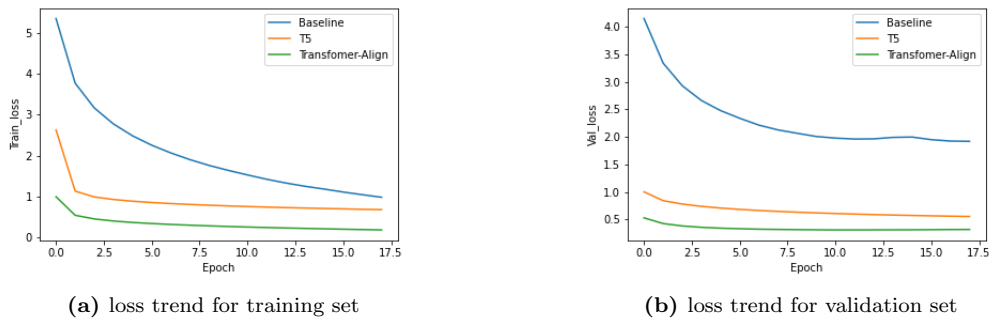 Baseline
T5
Transfomer-Align
5
4
3
2
1
0
Train_loss
0.0 2.5 5.0 7.5 10.0 12.5 15.0 17.5
Epoch
(a) loss trend for training set
Baseline
T5
Transfomer-Align
4.0
3.5
3.0
2.5
2.0
1.5
1.0
0.5
Val_loss
0.0 2.5 5.0 7.5 10.0 12.5 15.0 17.5
Epoch
(b) loss trend for validation set